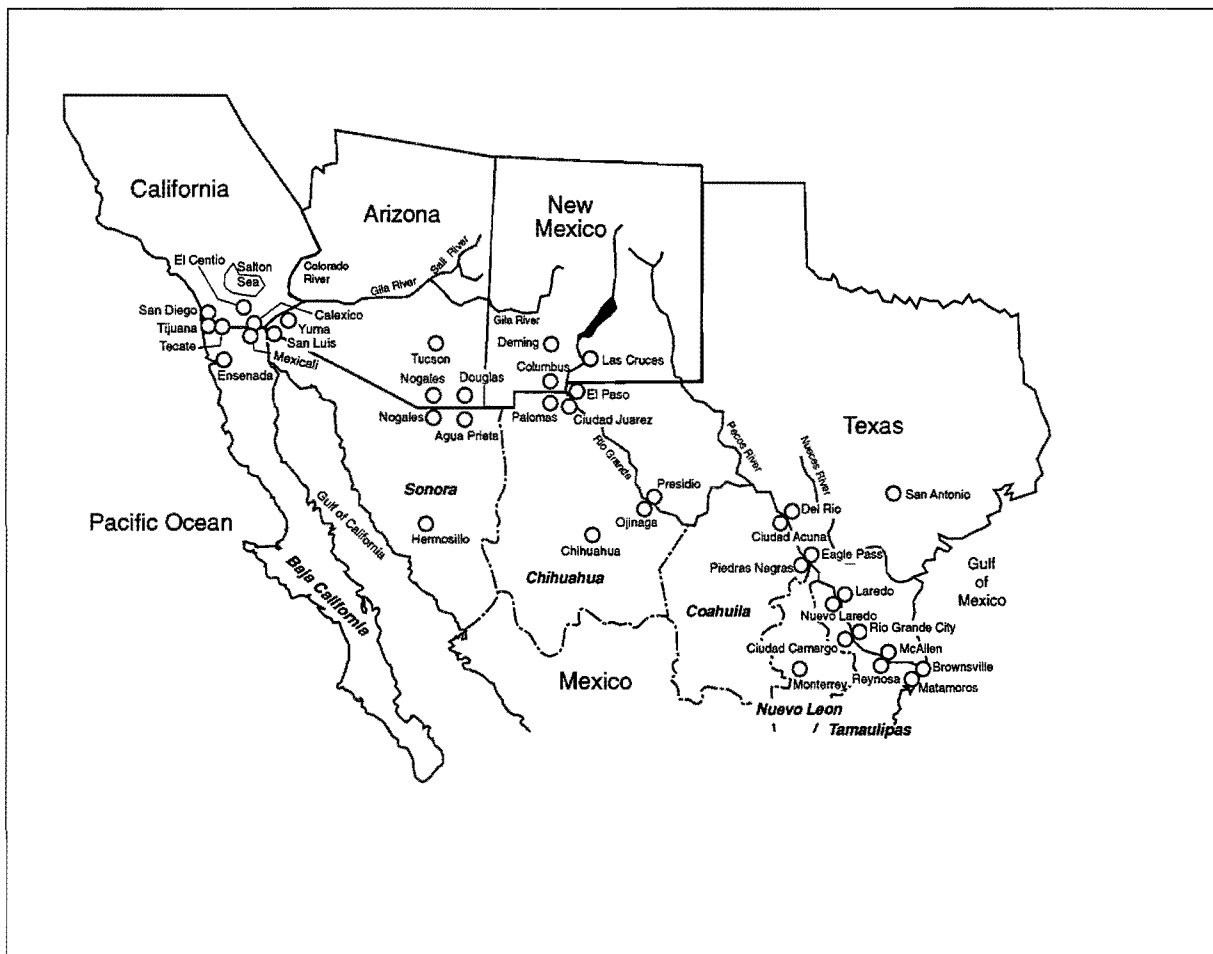 California
Arizona
New
Mexico
El Centio
Salton
Sea
Colorado
River
Gila River
Salt River
Gila River
San Diego
Calexico
Tijuana
Yuma
Tecate
San Luis
Mexicali
Ensenada
Tucson
Deming
Las Cruces
Nogales
Douglas
Columbus
El Paso
Nogales
Agua Prieta
Palomas
Ciudad Juarez
Texas
Rio Grande
Pecos River
Nueces River
Sonora
Presidio
San Antonio
Pacific Ocean
Gulf of California
Hermosillo
Ojinaga
Del Rio
Ciudad Acuna
Chihuahua
Eagle Pass
Baja California
Chihuahua
Piedras Negras
Gulf
of
Mexico
Coahuila
Laredo
Nuevo Laredo
Rio Grande City
Ciudad Camargo
McAllen
Mexico
Monterrey
Reynosa
Brownsville
Matamoros
Nuevo Leon
Tamaulipas